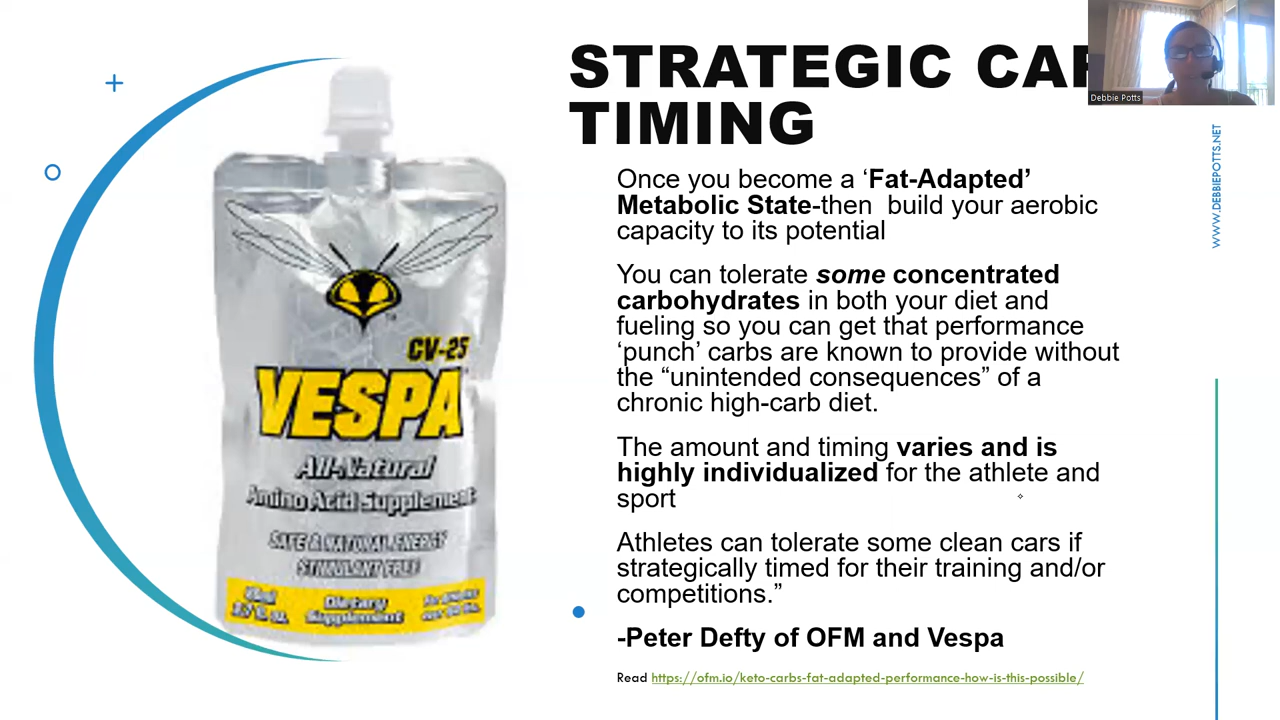 STRATEGIC CAR
TIMING
Debbie Potts
WWW.DEBBIEPOTTS.NET
Once you become a ‘Fat-Adapted’
Metabolic State-then build your aerobic
capacity to its potential
You can tolerate some concentrated
carbohydrates in both your diet and
fueling so you can get that performance
‘punch’ carbs are known to provide without
the “unintended consequences” of a
chronic high-carb diet.
The amount and timing varies and is
highly individualized for the athlete and
sport
Athletes can tolerate some clean cars if
strategically timed for their training and/or
competitions.”
-Peter Defty of OFM and Vespa
Read https://ofm.io/keto-carbs-fat-adapted-performance-how-is-this-possible/
CV-25
VESPA
All-Natural
Amino Acid Supplement
SAFE & NATURAL ENERGY
STIMULANT FREE
Dietary
Supplement